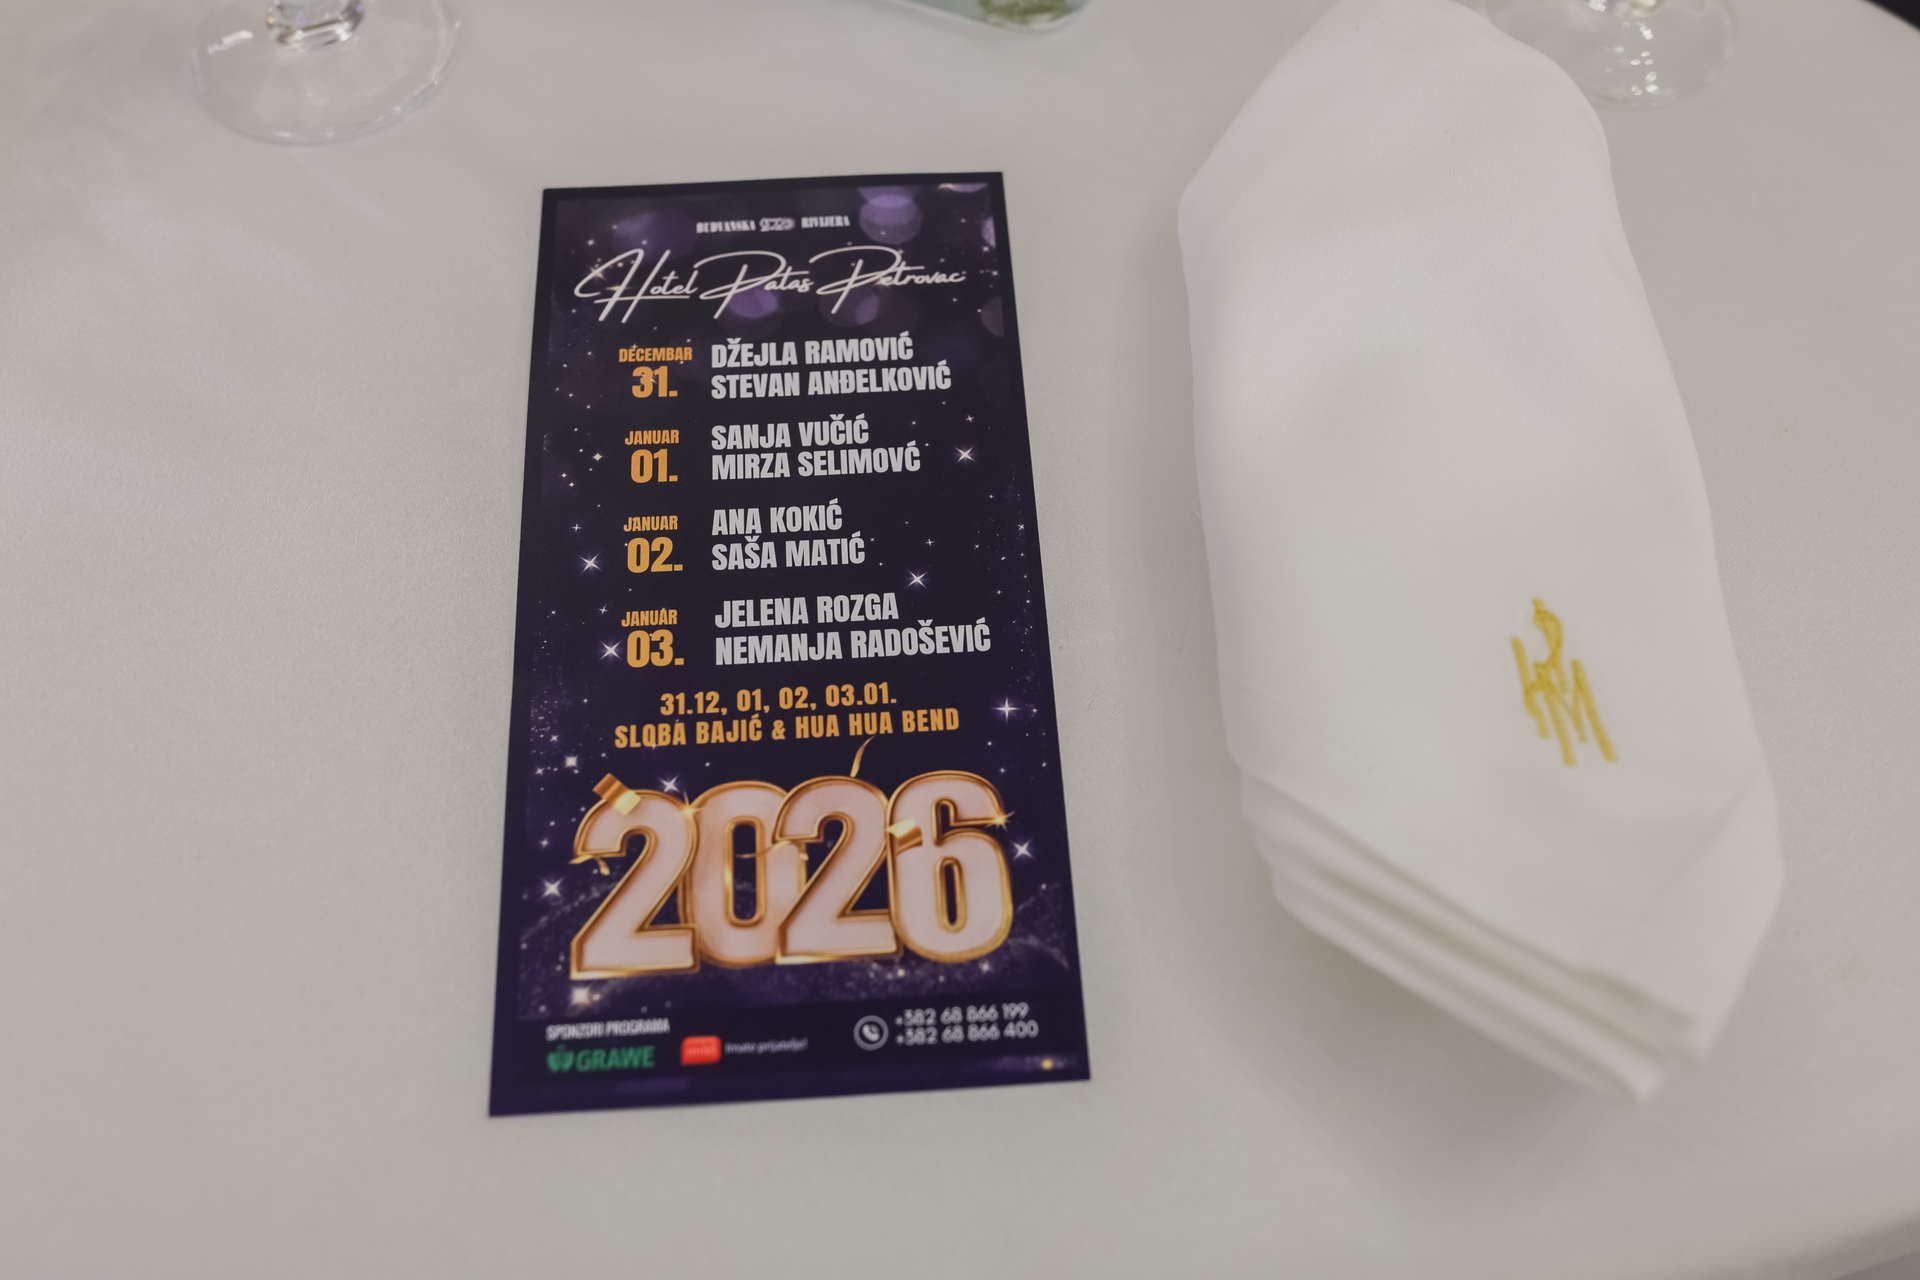 BUDVANSKA RIVIJERA
Hotel Palas Petrovac
DECEMBAR
31.
DŽEJLA RAMOVIĆ
STEVAN ANĐELKOVIĆ
JANUAR
01.
SANJA VUČIĆ
MIRZA SELIMOVĆ
JANUAR
02.
ANA KOKIĆ
SAŠA MATIĆ
JANUAR
03.
JELENA ROZGA
NEMANJA RADOŠEVIĆ
31.12, 01, 02, 03.01.
SLOBA BAJIĆ & HUA HUA BEND
2026
SPONZORI PROGRAMA
GRAWE
Imate prijatelja!
+382 68 866 199
+382 68 866 400